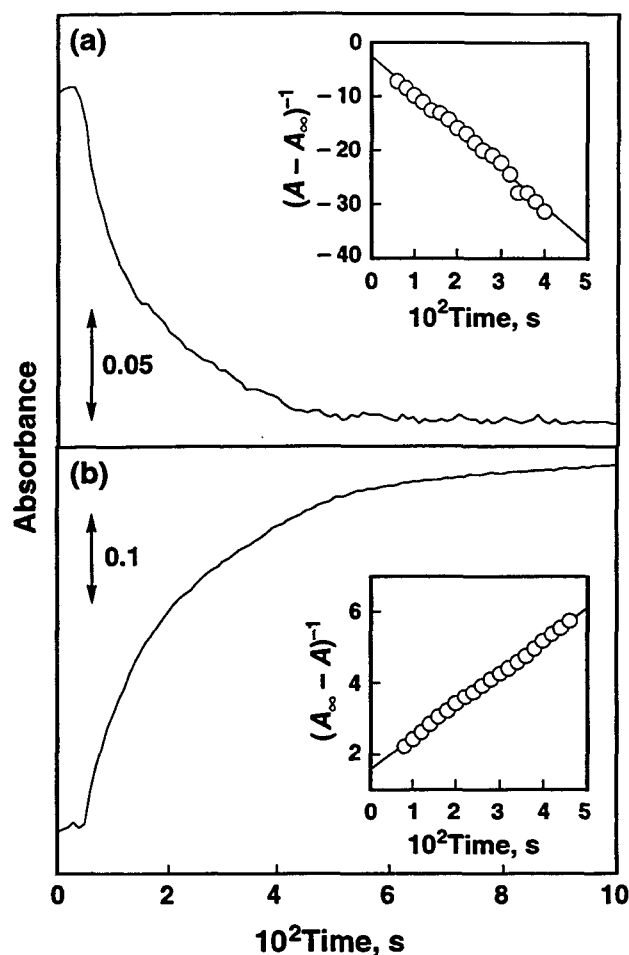 (a)
0
−10
−20
−30
−40
(A − A∞)⁻¹
0 1 2 3 4 5
10²Time, s
0.05
Absorbance
(b)
0.1
6
4
2
(A∞ − A)⁻¹
0 1 2 3 4 5
10²Time, s
0 2 4 6 8 10
10²Time, s